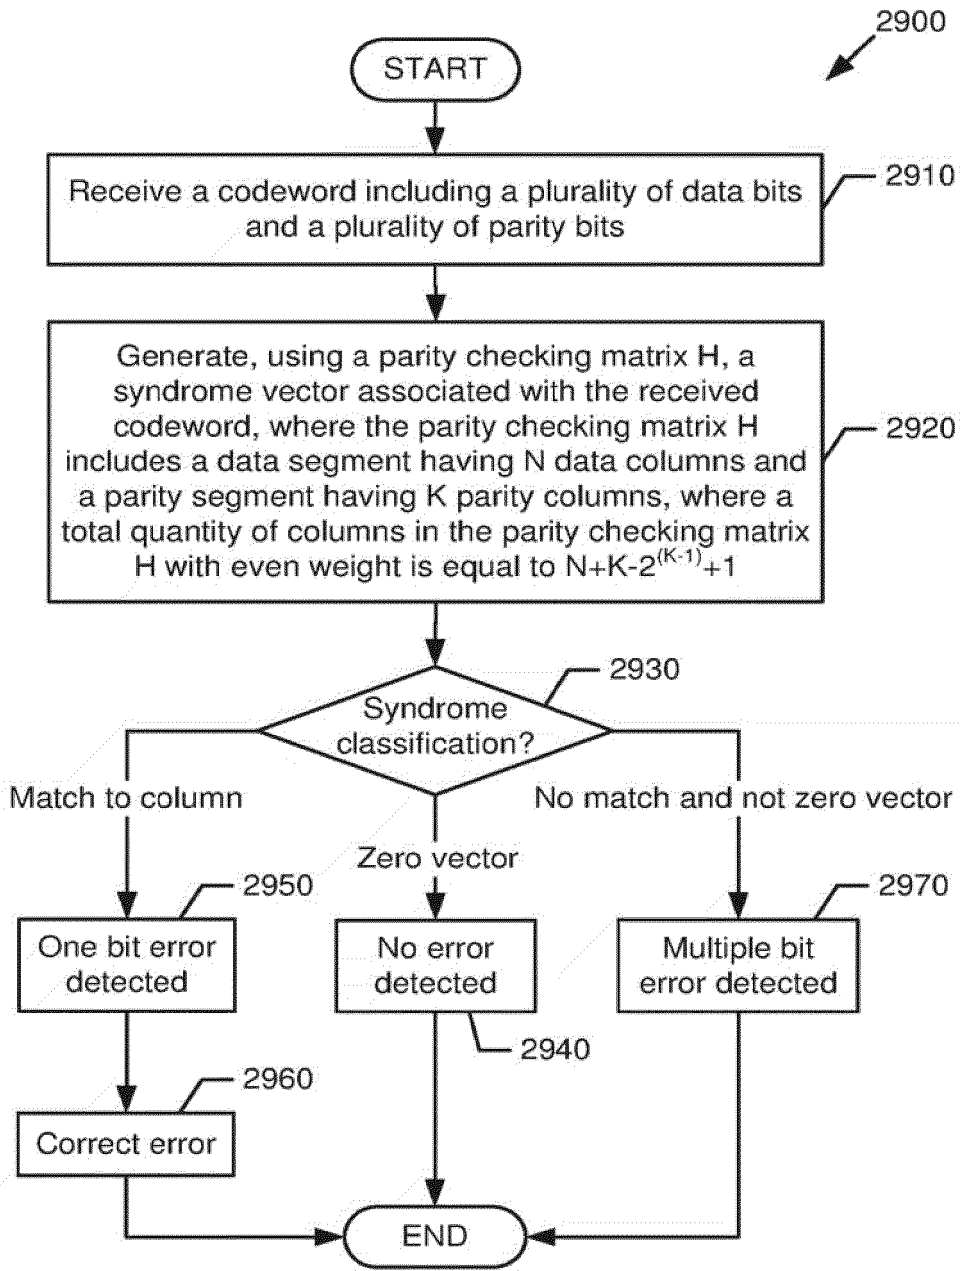 2900
START
Receive a codeword including a plurality of data bits
and a plurality of parity bits
2910
Generate, using a parity checking matrix H, a
syndrome vector associated with the received
codeword, where the parity checking matrix H
includes a data segment having N data columns and
a parity segment having K parity columns, where a
total quantity of columns in the parity checking matrix
H with even weight is equal to N+K-2^(K-1)+1
2920
2930
Syndrome
classification?
Match to column
Zero vector
No match and not zero vector
2950
One bit error
detected
No error
detected
2940
2970
Multiple bit
error detected
2960
Correct error
END